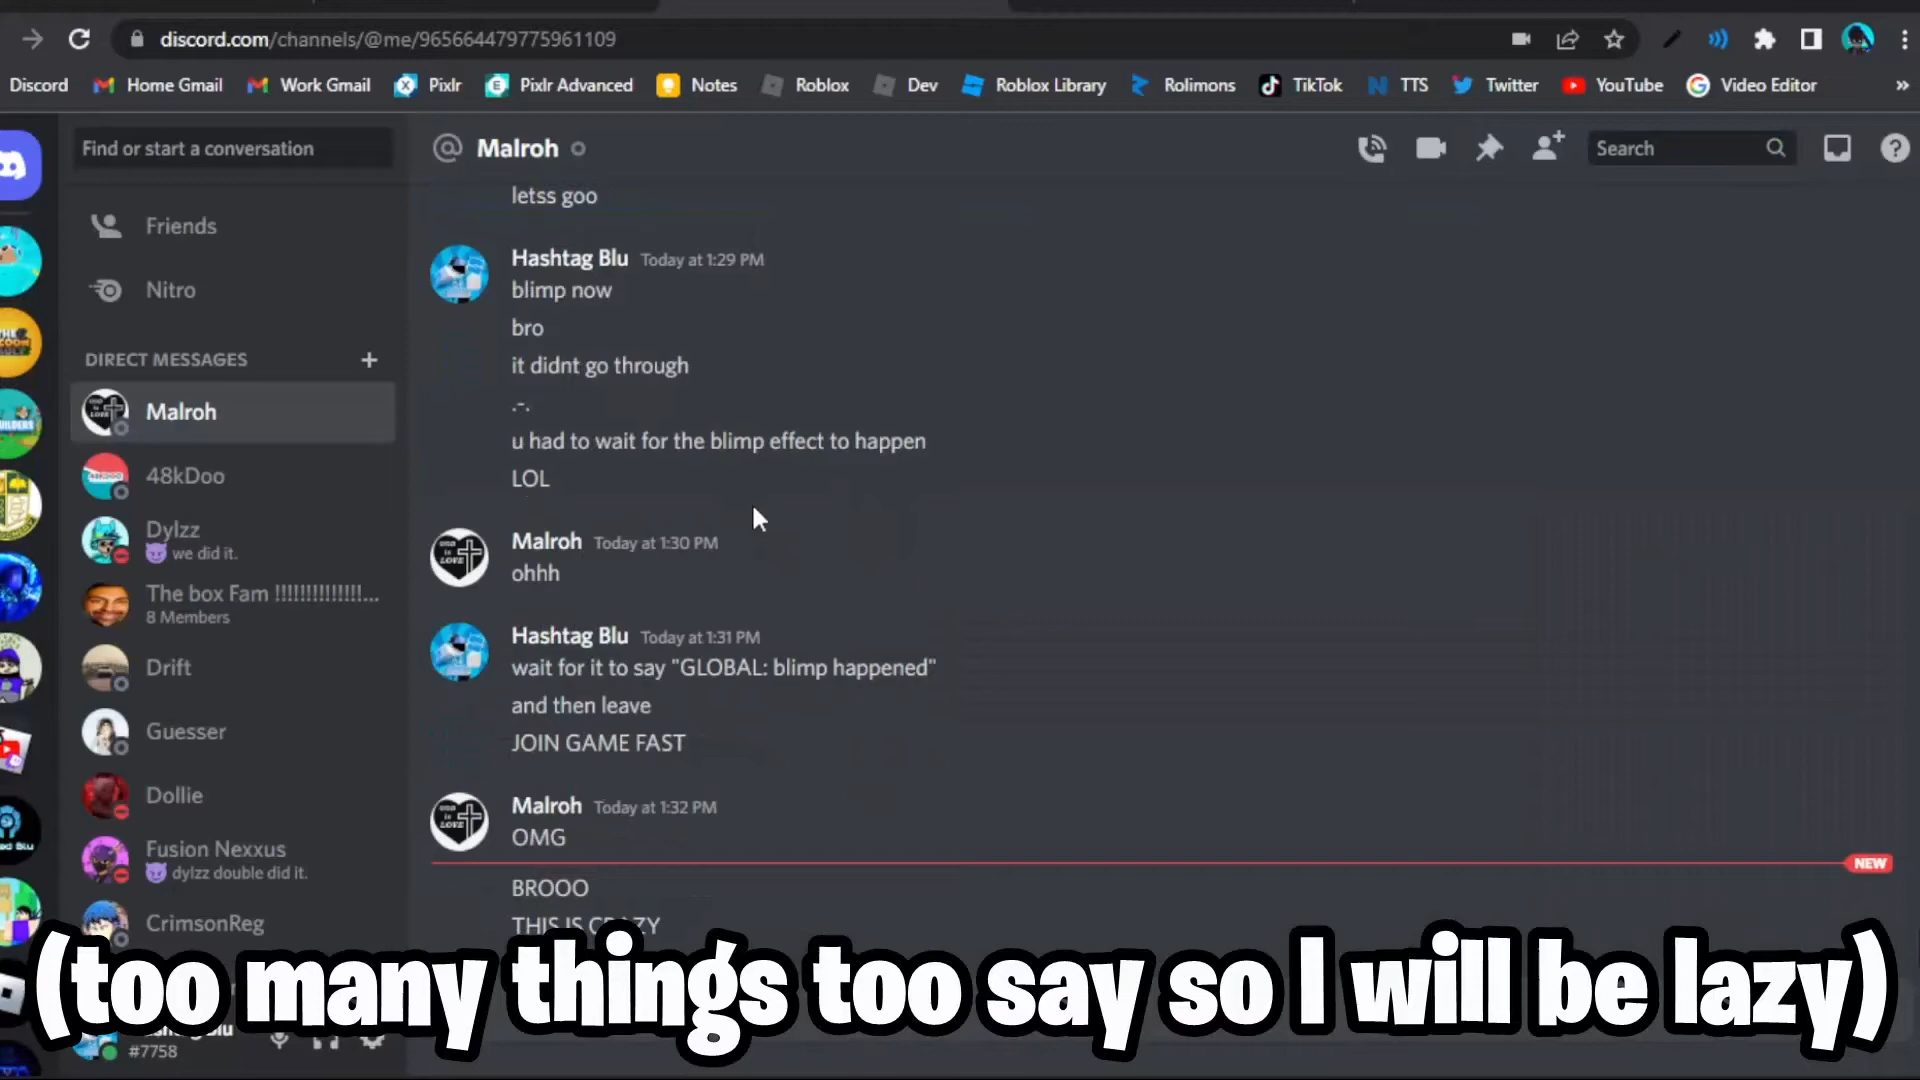 discord.com/channels/@me/965664479775961109
Discord
Home Gmail
Work Gmail
Pixlr
Pixlr Advanced
Notes
Roblox
Dev
Roblox Library
Rolimons
TikTok
TTS
Twitter
YouTube
Video Editor
»
Find or start a conversation
@ Malroh
Search
Friends
Nitro
DIRECT MESSAGES +
Malroh
48kDoo
Dylzz
😈 we did it.
The box Fam !!!!!!!!!!!!!!...
8 Members
Drift
Guesser
Dollie
Fusion Nexxus
😈 dylzz double did it.
CrimsonReg
#7758
letss goo
Hashtag Blu Today at 1:29 PM
blimp now
bro
it didnt go through
.-.
u had to wait for the blimp effect to happen
LOL
Malroh Today at 1:30 PM
ohhh
Hashtag Blu Today at 1:31 PM
wait for it to say "GLOBAL: blimp happened"
and then leave
JOIN GAME FAST
Malroh Today at 1:32 PM
OMG
NEW
BROOO
THIS IS CRAZY
(too many things too say so I will be lazy)